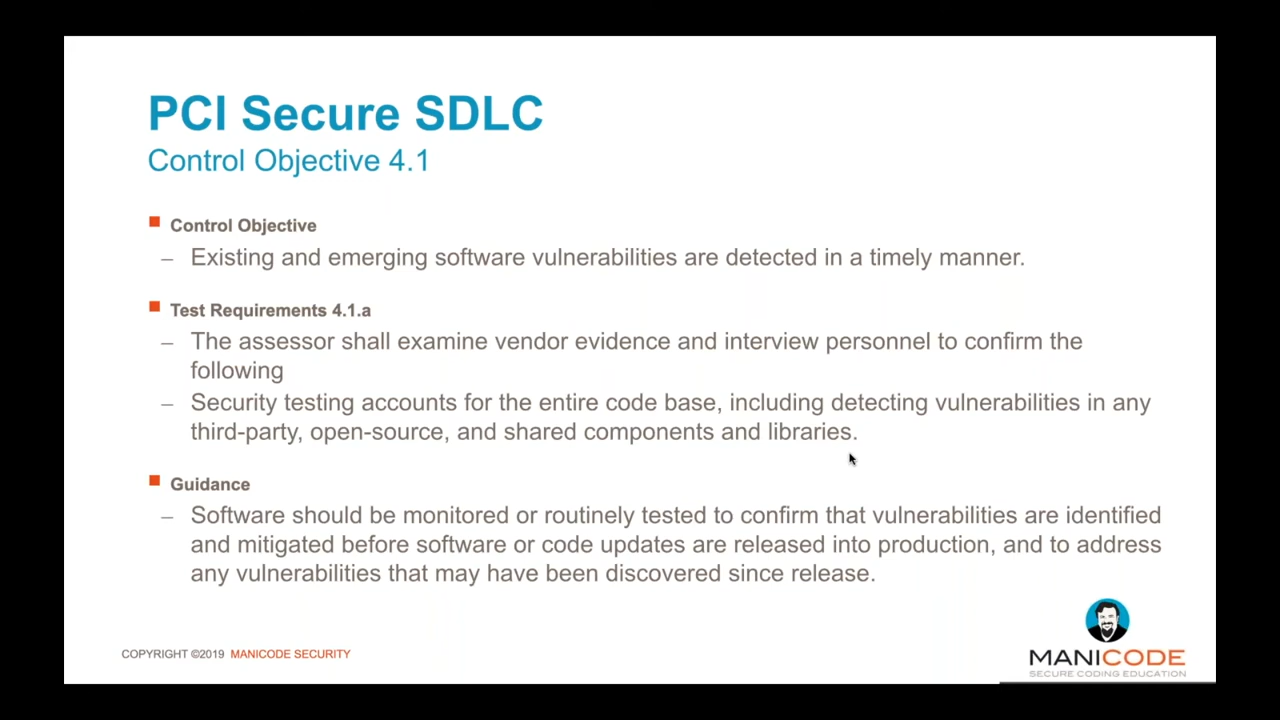 PCI Secure SDLC
Control Objective 4.1
Control Objective
– Existing and emerging software vulnerabilities are detected in a timely manner.
Test Requirements 4.1.a
– The assessor shall examine vendor evidence and interview personnel to confirm the
following
– Security testing accounts for the entire code base, including detecting vulnerabilities in any
third-party, open-source, and shared components and libraries.
Guidance
– Software should be monitored or routinely tested to confirm that vulnerabilities are identified
and mitigated before software or code updates are released into production, and to address
any vulnerabilities that may have been discovered since release.
COPYRIGHT ©2019 MANICODE SECURITY
MANICODE
SECURE CODING EDUCATION